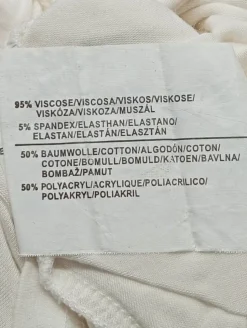 95% VISCOSE/VISCOSA/VISKOS/VISKOSE/
VISKÓZA/VISKOZA/MUSZÁL
5% SPANDEX/ELASTHAN/ELASTANO/
ELASTAN/ELASTÁN/ELASZTÁN
50% BAUMWOLLE/COTTON/ALGODÓN/COTON/
COTONE/BOMULL/BOMULD/KATOEN/BAVLNA/
BOMBAŽ/PAMUT
50% POLYACRYL/ACRYLIQUE/POLIACRILICO/
POLYAKRYL/POLIAKRIL